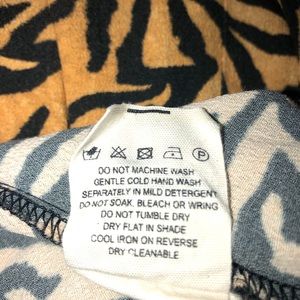 DO NOT MACHINE WASH
GENTLE COLD HAND WASH
SEPARATELY IN MILD DETERGENT
DO NOT SOAK, BLEACH OR WRING
DO NOT TUMBLE DRY
DRY FLAT IN SHADE
COOL IRON ON REVERSE
DRY CLEANABLE